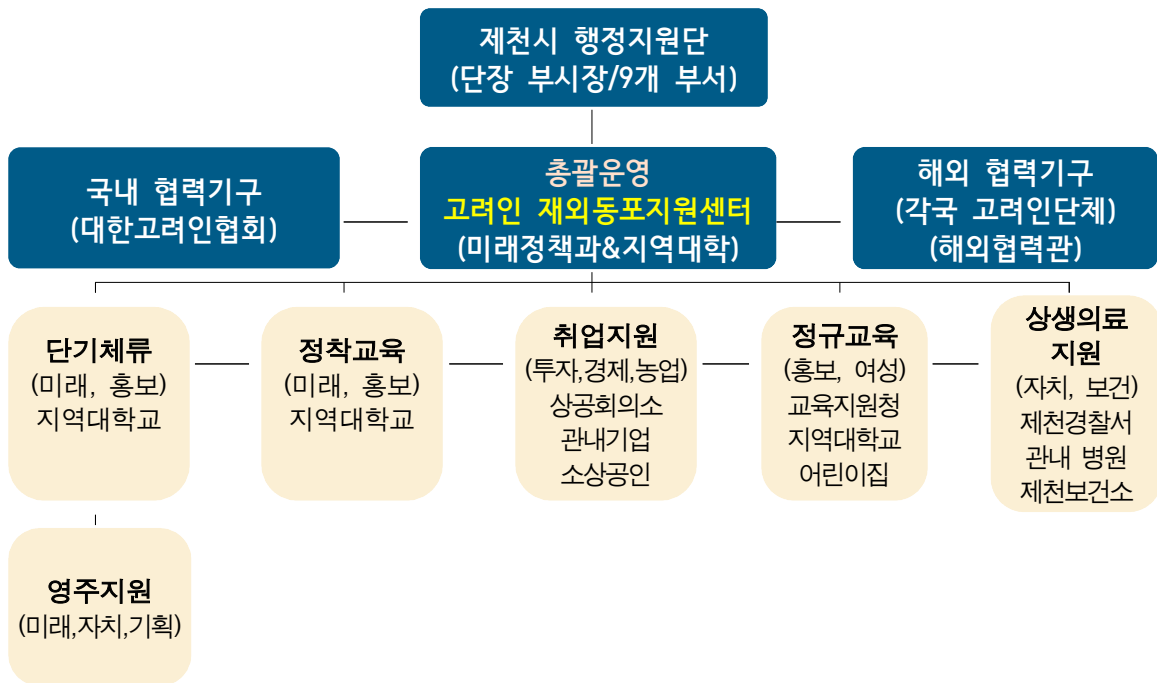 제천시 행정지원단
(단장 부시장/9개 부서)
국내 협력기구
(대한고려인협회)
총괄운영
고려인 재외동포지원센터
(미래정책과&지역대학)
해외 협력기구
(각국 고려인단체)
(해외협력관)
단기체류
(미래, 홍보)
지역대학교
정착교육
(미래, 홍보)
지역대학교
취업지원
(투자,경제,농업)
상공회의소
관내기업
소상공인
정규교육
(홍보, 여성)
교육지원청
지역대학교
어린이집
상생의료
지원
(자치, 보건)
제천경찰서
관내 병원
제천보건소
영주지원
(미래,자치,기획)